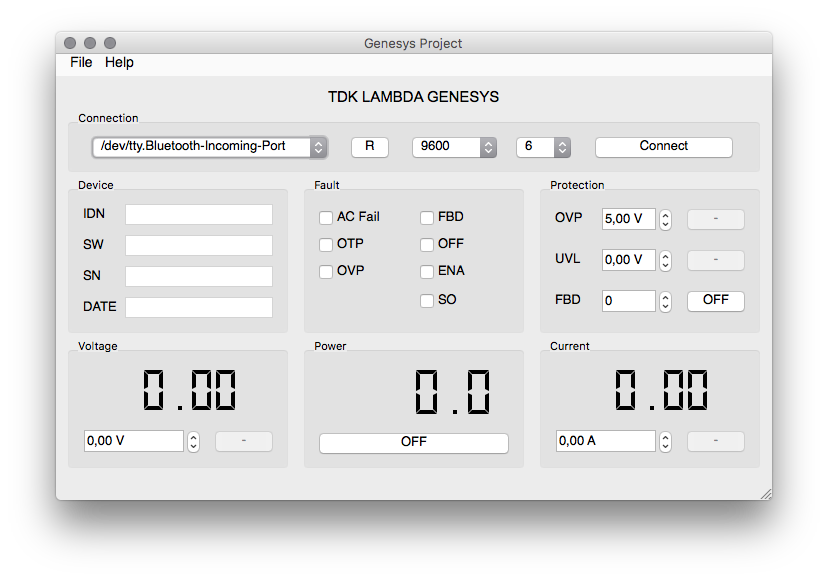 Genesys Project
File Help
TDK LAMBDA GENESYS
Connection
/dev/tty.Bluetooth-Incoming-Port R 9600 6 Connect
Device
IDN
SW
SN
DATE
Fault
AC Fail FBD
OTP OFF
OVP ENA
SO
Protection
OVP 5,00 V -
UVL 0,00 V -
FBD 0 OFF
Voltage
0.00
0,00 V -
Power
0.0
OFF
Current
0.00
0,00 A -